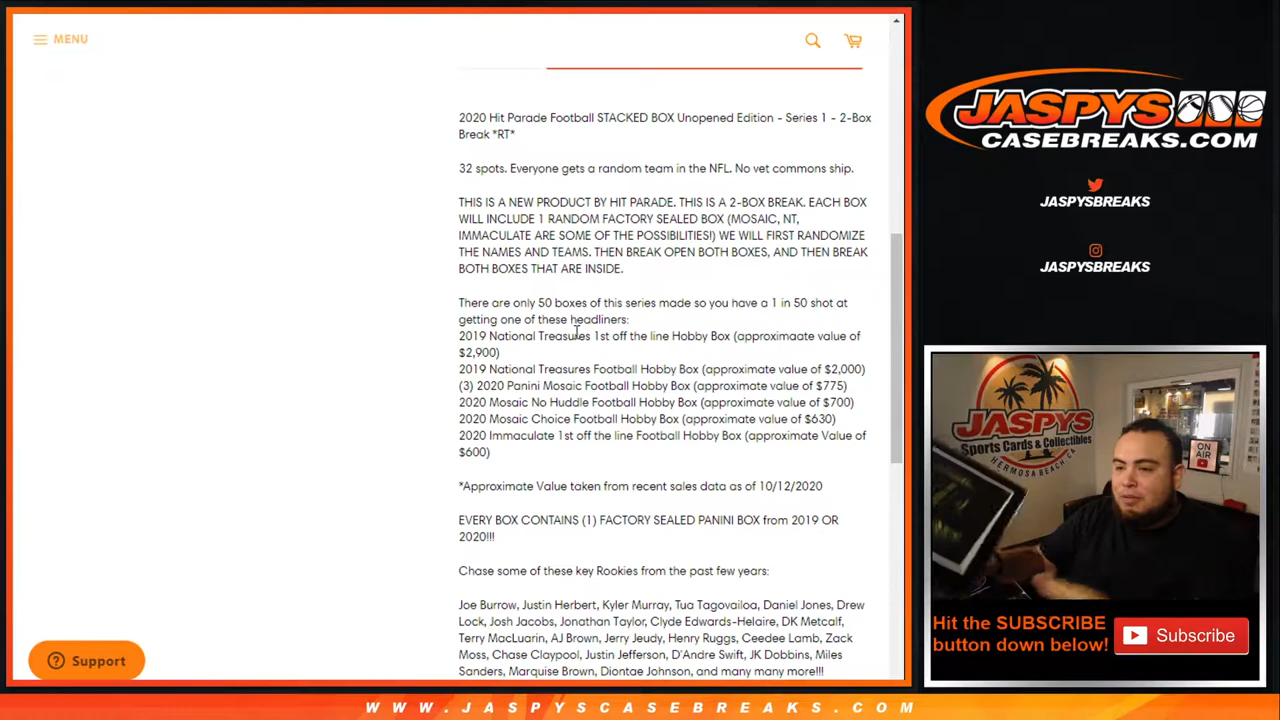 MENU
2020 Hit Parade Football STACKED BOX Unopened Edition - Series 1 - 2-Box
Break *RT*
32 spots. Everyone gets a random team in the NFL. No vet commons ship.
THIS IS A NEW PRODUCT BY HIT PARADE. THIS IS A 2-BOX BREAK. EACH BOX
WILL INCLUDE 1 RANDOM FACTORY SEALED BOX (MOSAIC, NT,
IMMACULATE ARE SOME OF THE POSSIBILITIES!) WE WILL FIRST RANDOMIZE
THE NAMES AND TEAMS. THEN BREAK OPEN BOTH BOXES, AND THEN BREAK
BOTH BOXES THAT ARE INSIDE.
There are only 50 boxes of this series made so you have a 1 in 50 shot at
getting one of these headliners:
2019 National Treasures 1st off the line Hobby Box (approximaate value of
$2,900)
2019 National Treasures Football Hobby Box (approximate value of $2,000)
(3) 2020 Panini Mosaic Football Hobby Box (approximate value of $775)
2020 Mosaic No Huddle Football Hobby Box (approximate value of $700)
2020 Mosaic Choice Football Hobby Box (approximate value of $630)
2020 Immaculate 1st off the line Football Hobby Box (approximate Value of
$600)
*Approximate Value taken from recent sales data as of 10/12/2020
EVERY BOX CONTAINS (1) FACTORY SEALED PANINI BOX from 2019 OR
2020!!!
Chase some of these key Rookies from the past few years:
Joe Burrow, Justin Herbert, Kyler Murray, Tua Tagovailoa, Daniel Jones, Drew
Lock, Josh Jacobs, Jonathan Taylor, Clyde Edwards-Helaire, DK Metcalf,
Terry MacLuarin, AJ Brown, Jerry Jeudy, Henry Ruggs, Ceedee Lamb, Zack
Moss, Chase Claypool, Justin Jefferson, D'Andre Swift, JK Dobbins, Miles
Sanders, Marquise Brown, Diontae Johnson, and many many more!!!
Support
JASPYS
CASEBREAKS.COM
JASPYSBREAKS
JASPYSBREAKS
JASPYS
Sports Cards & Collectibles
HERMOSA BEACH, CA
ON
AIR
Hit the SUBSCRIBE
button down below!
Subscribe
WWW.JASPYSCASEBREAKS.COM